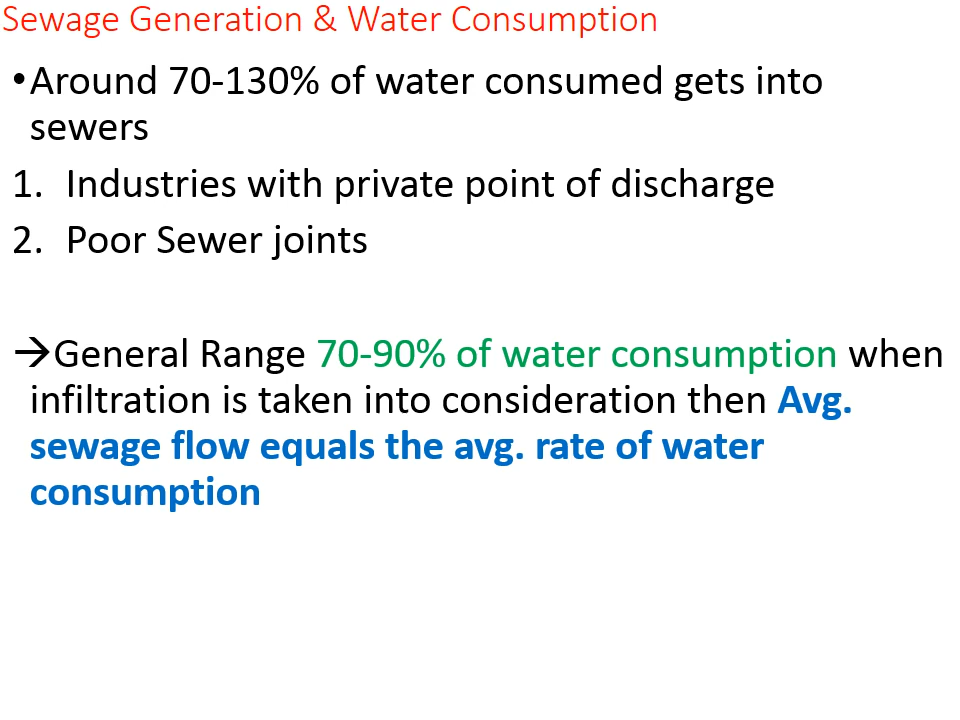 Sewage Generation & Water Consumption
•Around 70-130% of water consumed gets into
sewers
1. Industries with private point of discharge
2. Poor Sewer joints
→General Range 70-90% of water consumption when
infiltration is taken into consideration then Avg.
sewage flow equals the avg. rate of water
consumption